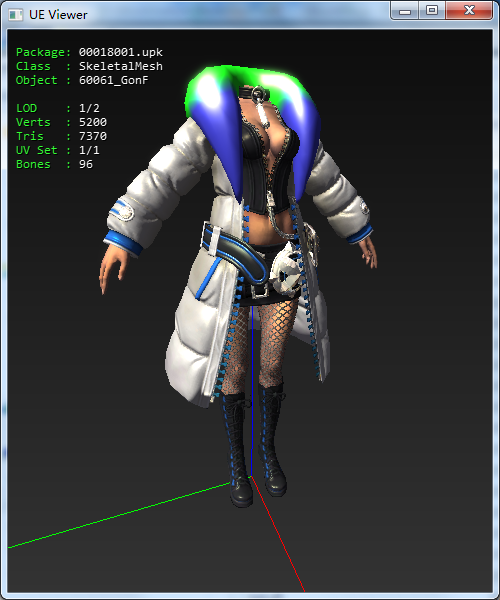 UE Viewer
Package: 00018001.upk
Class : SkeletalMesh
Object : 60061_GonF
LOD : 1/2
Verts : 5200
Tris : 7370
UV Set : 1/1
Bones : 96